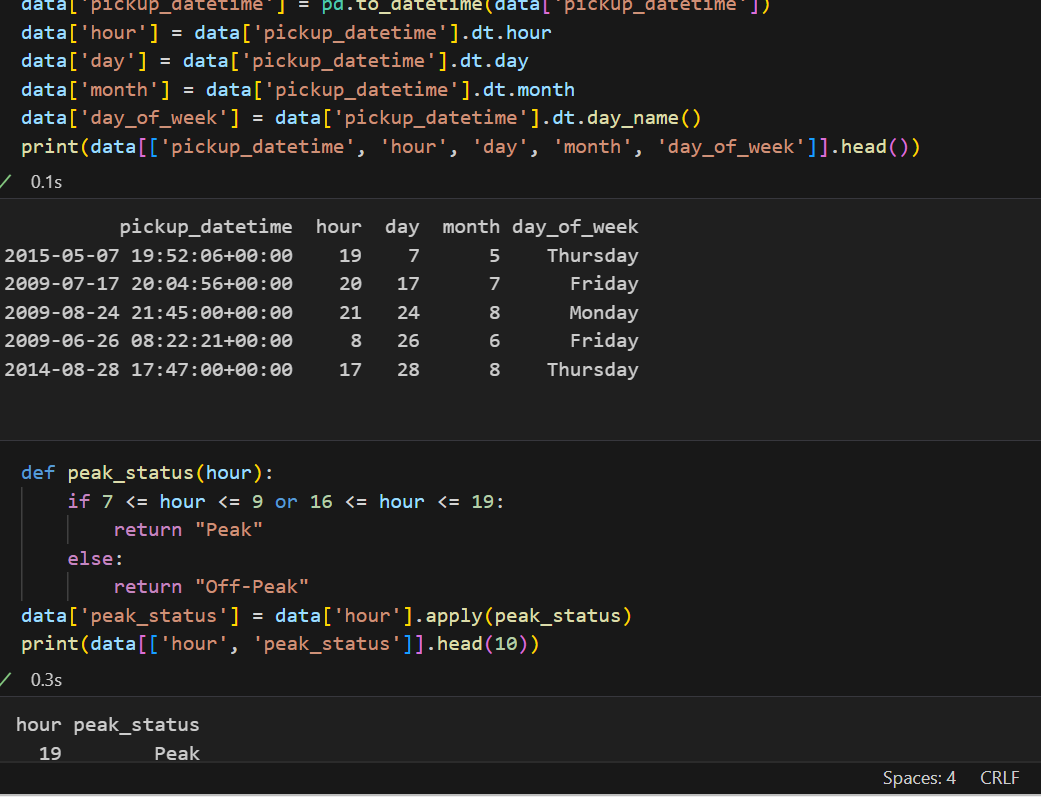 data['pickup_datetime'] = pd.to_datetime(data['pickup_datetime'])
data['hour'] = data['pickup_datetime'].dt.hour
data['day'] = data['pickup_datetime'].dt.day
data['month'] = data['pickup_datetime'].dt.month
data['day_of_week'] = data['pickup_datetime'].dt.day_name()
print(data[['pickup_datetime', 'hour', 'day', 'month', 'day_of_week']].head())
0.1s
pickup_datetime hour day month day_of_week
2015-05-07 19:52:06+00:00 19 7 5 Thursday
2009-07-17 20:04:56+00:00 20 17 7 Friday
2009-08-24 21:45:00+00:00 21 24 8 Monday
2009-06-26 08:22:21+00:00 8 26 6 Friday
2014-08-28 17:47:00+00:00 17 28 8 Thursday
def peak_status(hour):
    if 7 <= hour <= 9 or 16 <= hour <= 19:
        return "Peak"
    else:
        return "Off-Peak"
data['peak_status'] = data['hour'].apply(peak_status)
print(data[['hour', 'peak_status']].head(10))
0.3s
hour peak_status
19 Peak
Spaces: 4 CRLF